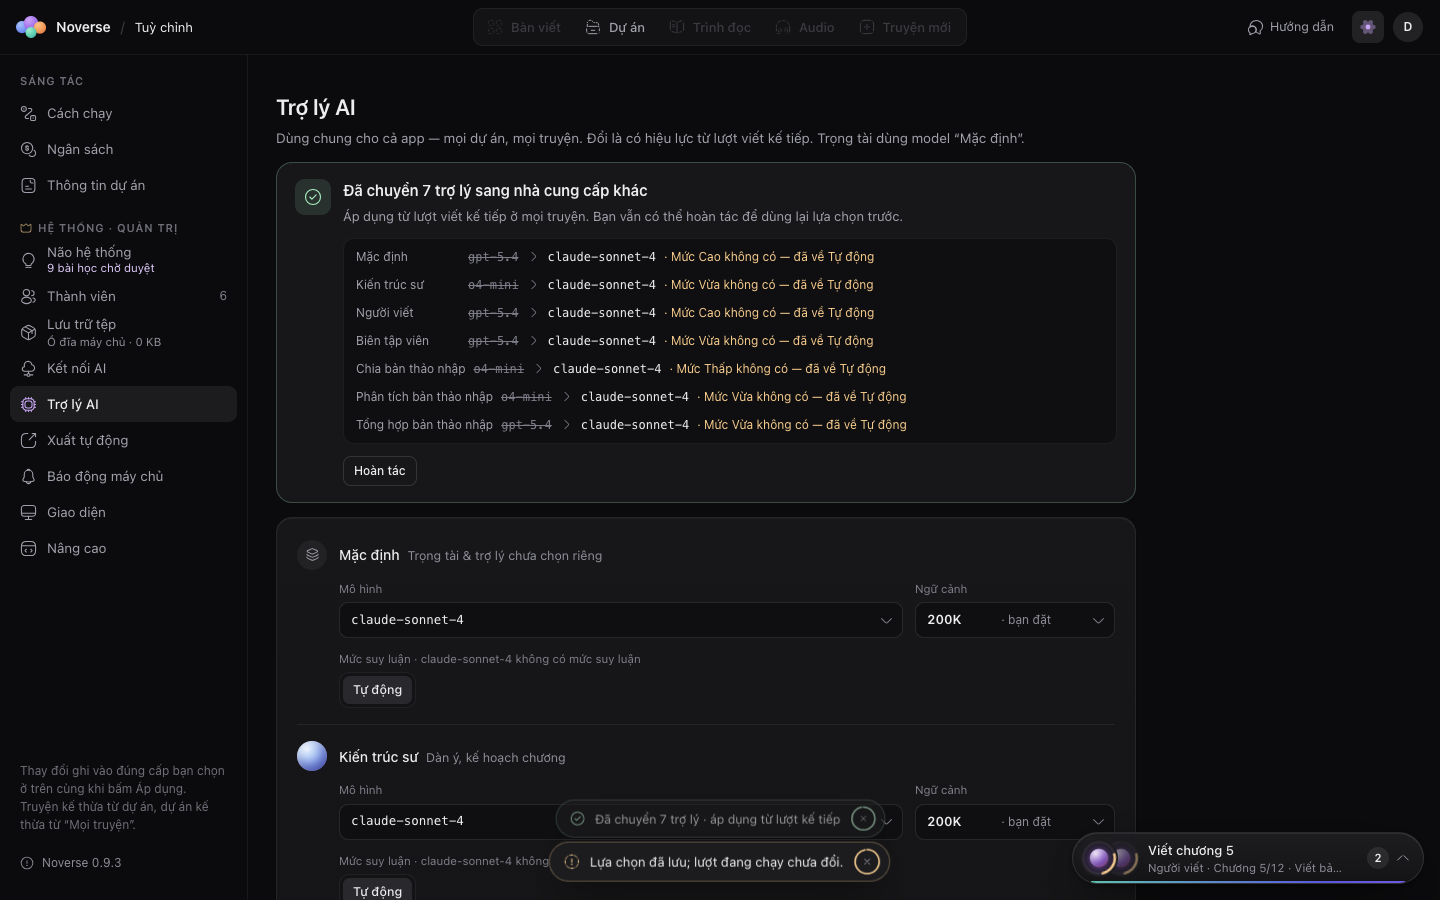 Noverse / Tuỳ chỉnh
Bàn viết
Dự án
Trình đọc
Audio
Truyện mới
Hướng dẫn
D
SÁNG TÁC
Cách chạy
Ngân sách
Thông tin dự án
HỆ THỐNG · QUẢN TRỊ
Não hệ thống
9 bài học chờ duyệt
Thành viên 6
Lưu trữ tệp
Ổ đĩa máy chủ · 0 KB
Kết nối AI
Trợ lý AI
Xuất tự động
Báo động máy chủ
Giao diện
Nâng cao
Thay đổi ghi vào đúng cấp bạn chọn
ở trên cùng khi bấm Áp dụng.
Truyện kế thừa từ dự án, dự án kế
thừa từ “Mọi truyện”.
Noverse 0.9.3
Trợ lý AI
Dùng chung cho cả app — mọi dự án, mọi truyện. Đổi là có hiệu lực từ lượt viết kế tiếp. Trọng tài dùng model “Mặc định”.
Đã chuyển 7 trợ lý sang nhà cung cấp khác
Áp dụng từ lượt viết kế tiếp ở mọi truyện. Bạn vẫn có thể hoàn tác để dùng lại lựa chọn trước.
Mặc định gpt-5.4 > claude-sonnet-4 · Mức Cao không có — đã về Tự động
Kiến trúc sư o4-mini > claude-sonnet-4 · Mức Vừa không có — đã về Tự động
Người viết gpt-5.4 > claude-sonnet-4 · Mức Cao không có — đã về Tự động
Biên tập viên gpt-5.4 > claude-sonnet-4 · Mức Vừa không có — đã về Tự động
Chia bản thảo nhập o4-mini > claude-sonnet-4 · Mức Thấp không có — đã về Tự động
Phân tích bản thảo nhập o4-mini > claude-sonnet-4 · Mức Vừa không có — đã về Tự động
Tổng hợp bản thảo nhập gpt-5.4 > claude-sonnet-4 · Mức Vừa không có — đã về Tự động
Hoàn tác
Mặc định Trọng tài & trợ lý chưa chọn riêng
Mô hình
Ngữ cảnh
claude-sonnet-4
200K · bạn đặt
Mức suy luận · claude-sonnet-4 không có mức suy luận
Tự động
Kiến trúc sư Dàn ý, kế hoạch chương
Mô hình
Ngữ cảnh
claude-sonnet-4
200K · bạn đặt
Mức suy luận · claude-sonnet-4 không
Tự động
Đã chuyển 7 trợ lý · áp dụng từ lượt kế tiếp
Lựa chọn đã lưu; lượt đang chạy chưa đổi.
Viết chương 5
Người viết · Chương 5/12 · Viết bả...
2